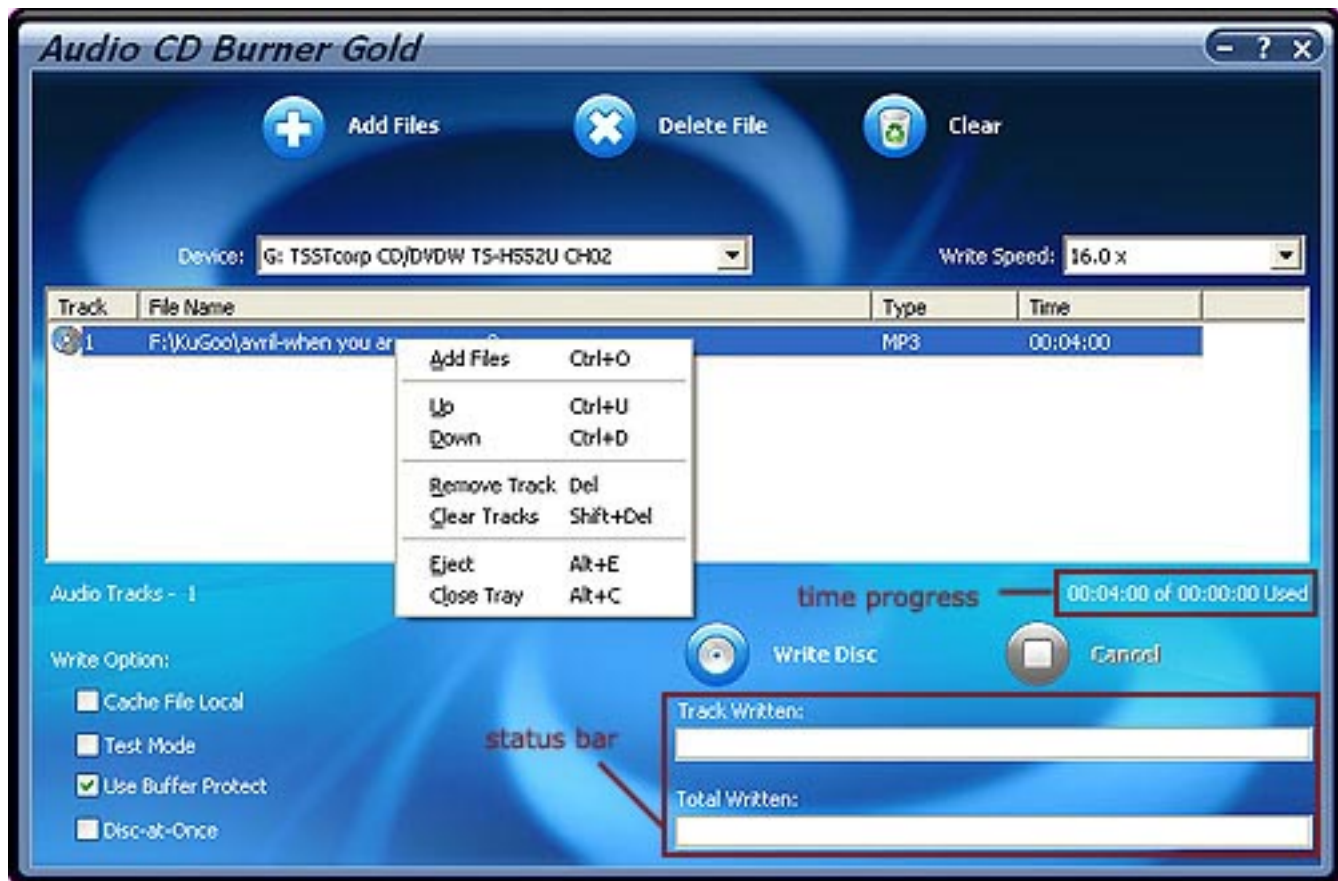 Audio CD Burner Gold
Add Files Delete File Clear
Device: G: TSSTcorp CD/DVDW TS-H552U CH02 Write Speed: 16.0 x
Track File Name Type Time
1 F:\KuGoo\avril-when you MP3 00:04:00
Add Files Ctrl+O
Up Ctrl+U
Down Ctrl+D
Remove Track Del
Clear Tracks Shift+Del
Eject Alt+E
Close Tray Alt+C
Audio Tracks - 1 time progress 00:04:00 of 00:00:00 Used
Write Disc Cancel
Write Option:
Cache File Local
Test Mode
Use Buffer Protect
Disc-at-Once
status bar
Track Written:
Total Written: